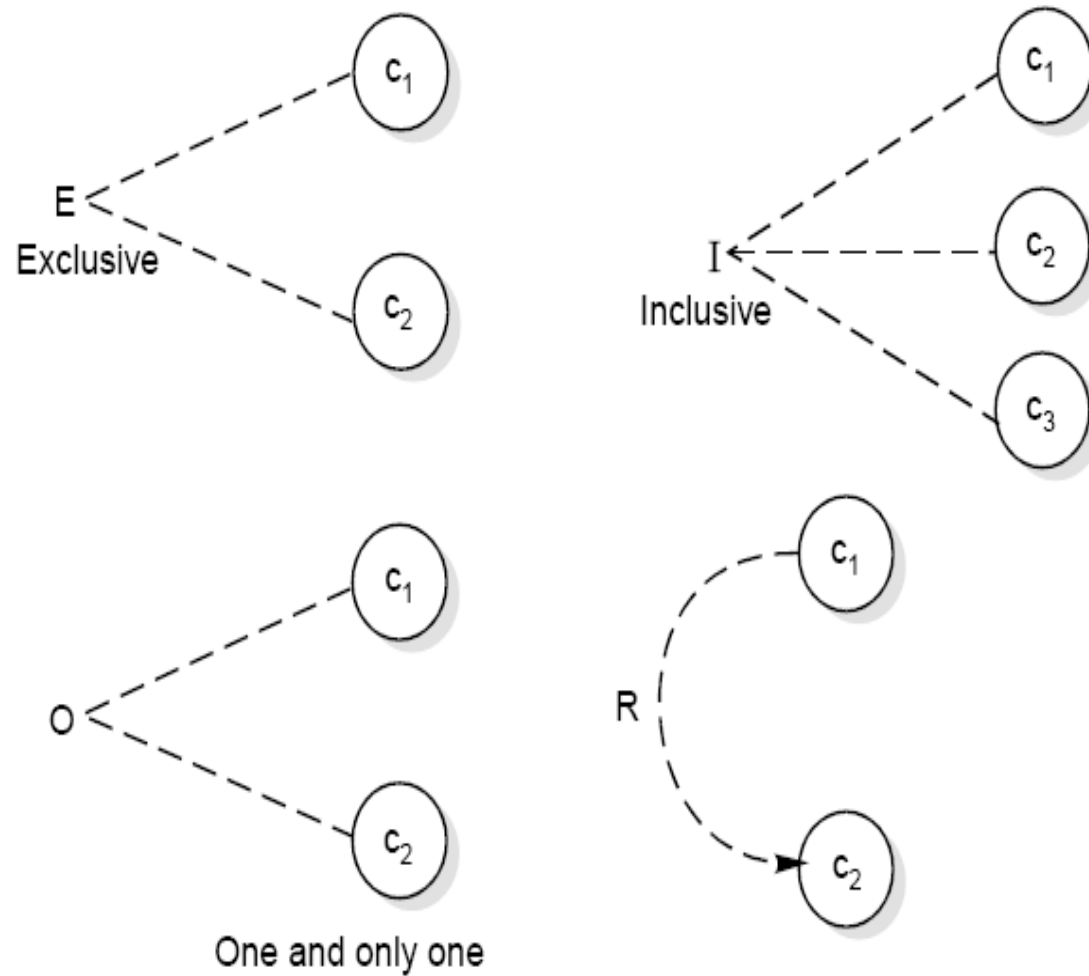 c₁
E
Exclusive
c₂
c₁
I
c₂
Inclusive
c₃
c₁
O
c₂
One and only one
c₁
R
c₂